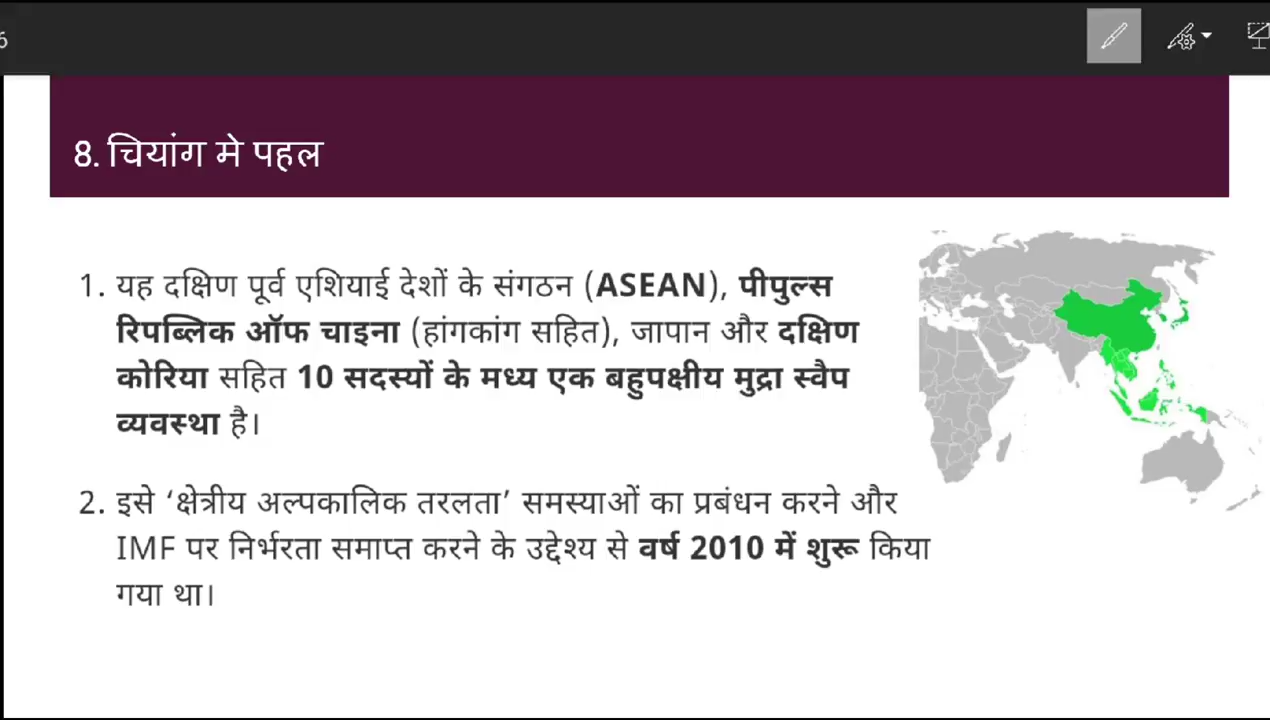 6
8. चियांग मे पहल
1. यह दक्षिण पूर्व एशियाई देशों के संगठन (ASEAN), पीपुल्स
रिपब्लिक ऑफ चाइना (हांगकांग सहित), जापान और दक्षिण
कोरिया सहित 10 सदस्यों के मध्य एक बहुपक्षीय मुद्रा स्वैप
व्यवस्था है।
2. इसे ‘क्षेत्रीय अल्पकालिक तरलता’ समस्याओं का प्रबंधन करने और
IMF पर निर्भरता समाप्त करने के उद्देश्य से वर्ष 2010 में शुरू किया
गया था।